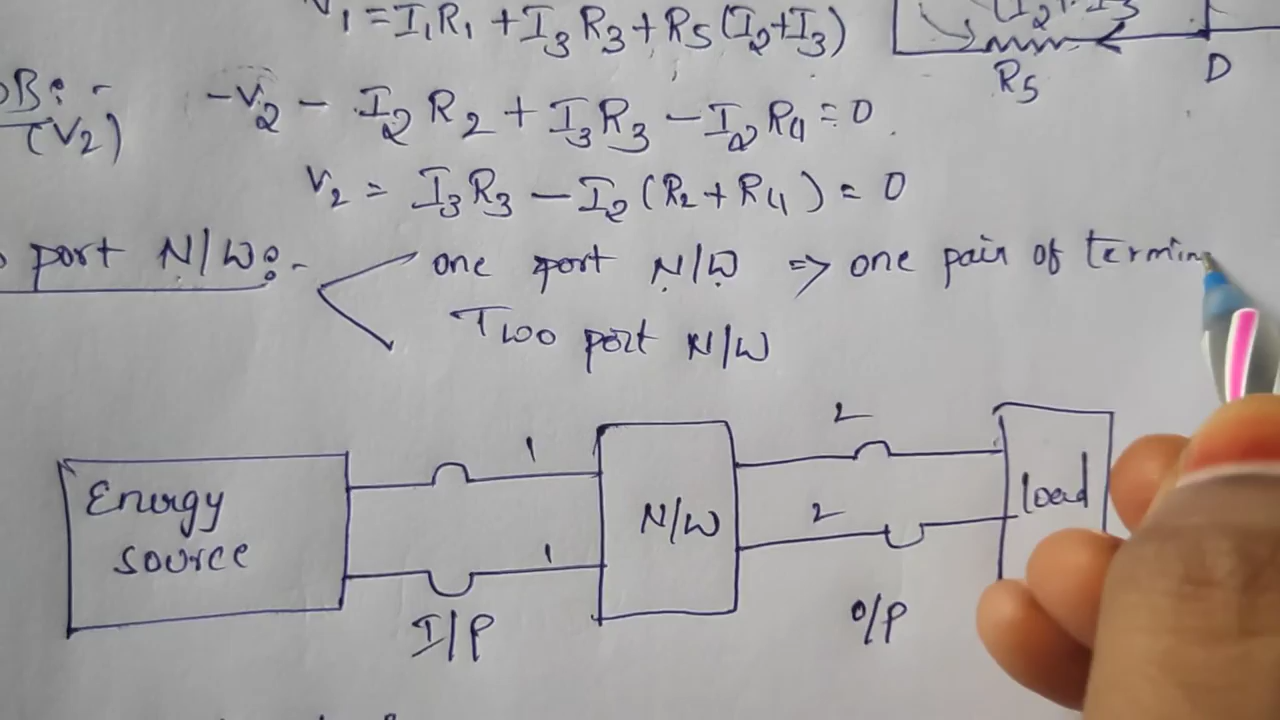 V1 = I1R1 + I3R3 + R5(I2+I3)
R5
D
B:-
(V2)
-V2 - I2R2 + I3R3 - I2R4 = 0
V2 = I3R3 - I2(R2+R4) = 0
port N/W:-
one port N/W => one pair of termin
Two port N/W
Energy source
1
1
I/P
N/W
2
2
O/P
load